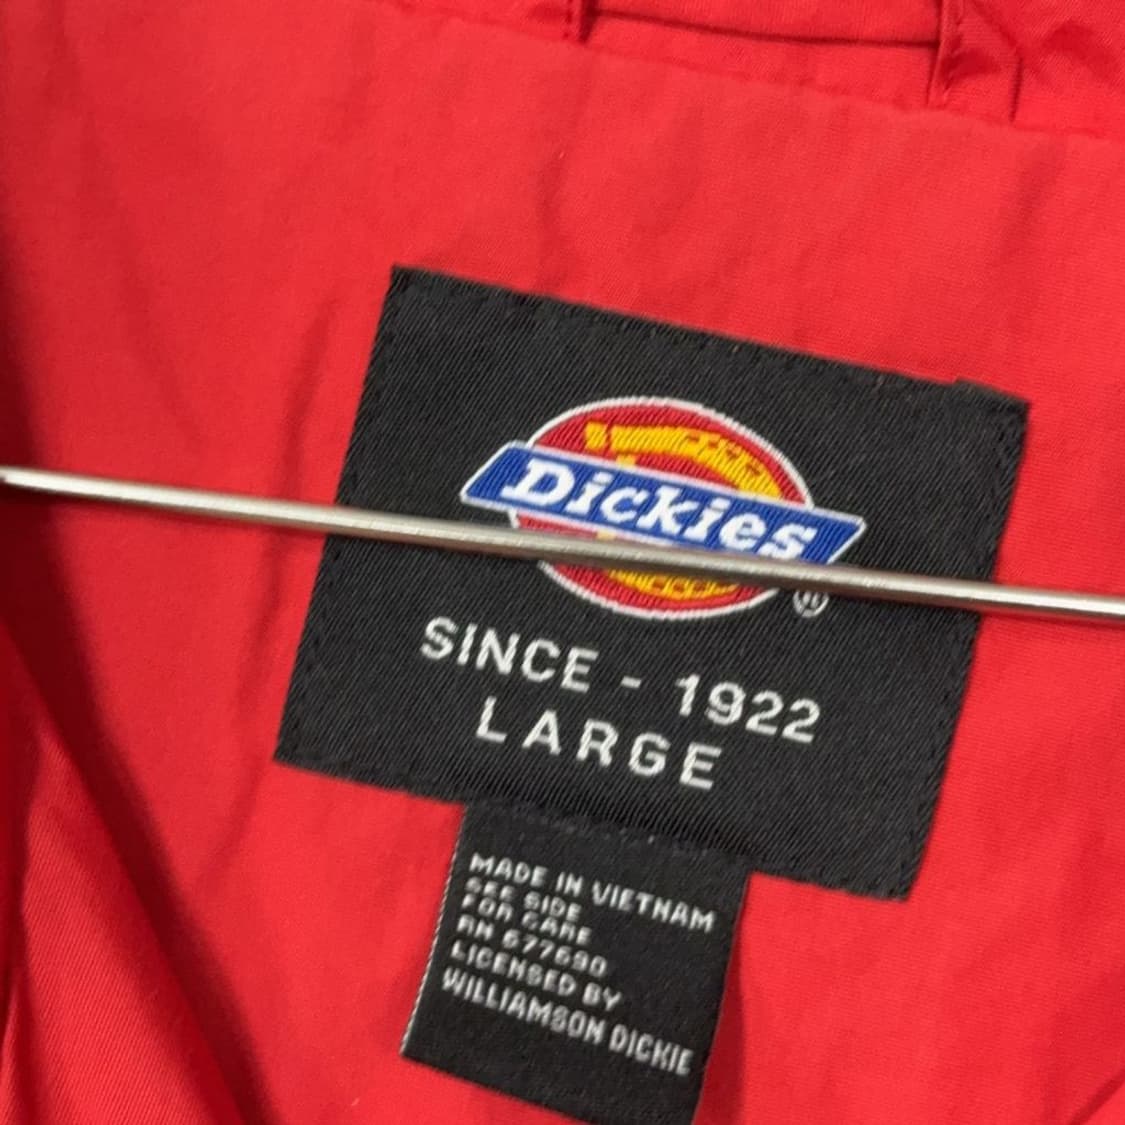 Dickies
®
SINCE - 1922
LARGE
MADE IN VIETNAM
SEE SIDE
FOR CARE
RN 677690
LICENSED BY
WILLIAMSON DICKIE